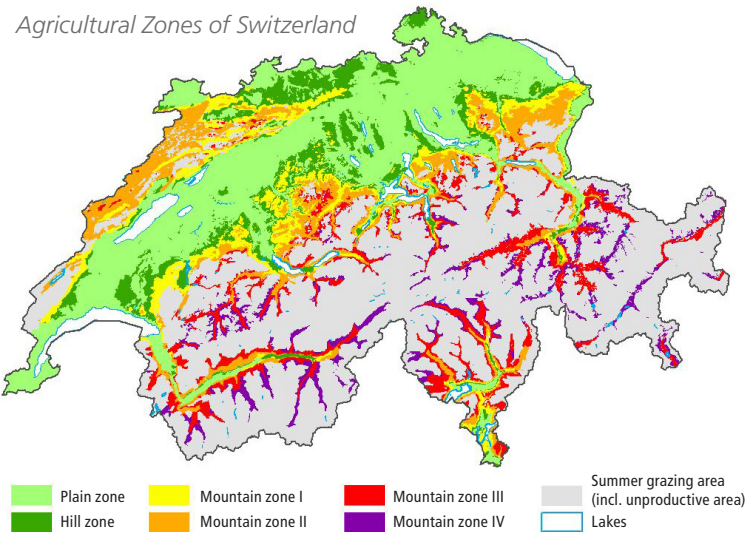 Agricultural Zones of Switzerland
Plain zone
Hill zone
Mountain zone I
Mountain zone II
Mountain zone III
Mountain zone IV
Summer grazing area
(incl. unproductive area)
Lakes